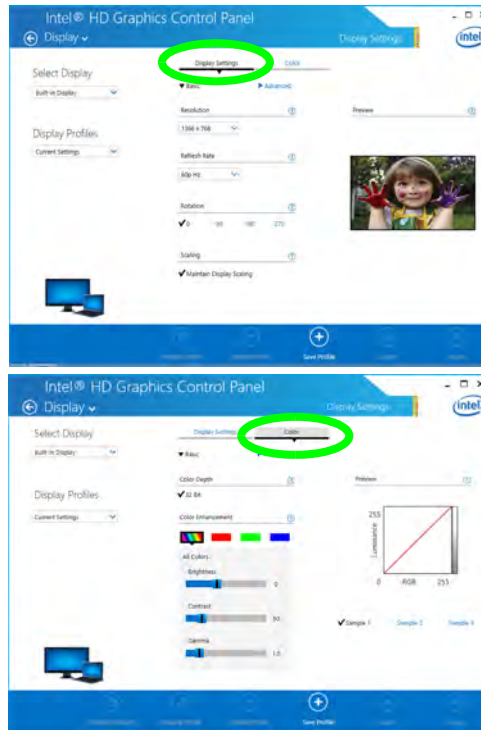 Intel® HD Graphics Control Panel
Display
Display Settings
intel
Display Settings
Color
Select Display
Basic
Advanced
Built-in Display
Resolution
Preview
1366 x 768
Display Profiles
Current Settings
Refresh Rate
60p Hz
Rotation
0
90
180
270
Scaling
Maintain Display Scaling
Save Profile
Intel® HD Graphics Control Panel
Display
Display Settings
intel
Select Display
Display Settings
Color
Built-in Display
Basic
Color Depth
Preview
32 Bit
Display Profiles
Current Settings
Color Enhancement
255
Luminance
All Colors
Brightness
0
0
RGB
255
Contrast
50
Sample 1
Sample 2
Sample 3
Gamma
1.0
Save Profile